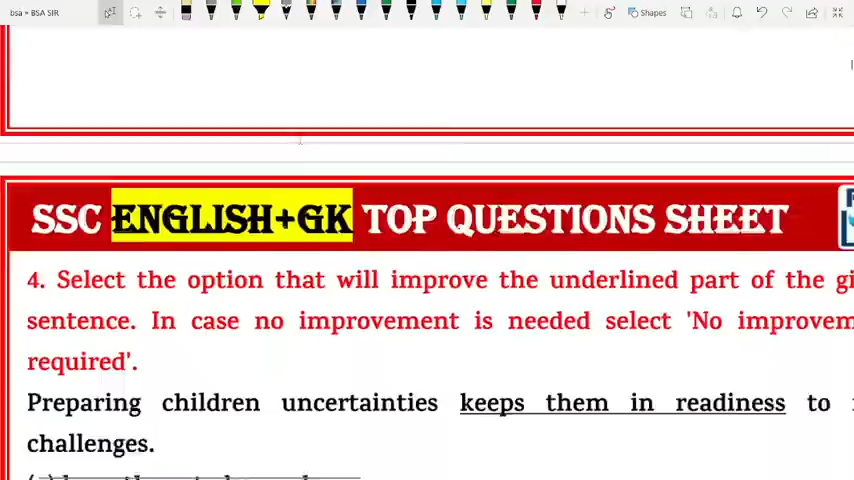 bsa » BSA SIR
Shapes
SSC ENGLISH+GK TOP QUESTIONS SHEET
4. Select the option that will improve the underlined part of the gi
sentence. In case no improvement is needed select 'No improvem
required'.
Preparing children uncertainties keeps them in readiness to
challenges.